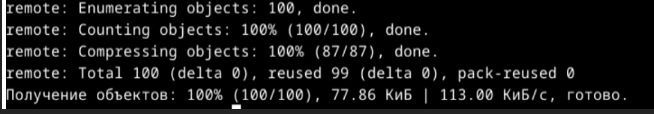 remote: Enumerating objects: 100, done.
remote: Counting objects: 100% (100/100), done.
remote: Compressing objects: 100% (87/87), done.
remote: Total 100 (delta 0), reused 99 (delta 0), pack-reused 0
Получение объектов: 100% (100/100), 77.86 КиБ | 113.00 КиБ/с, готово.